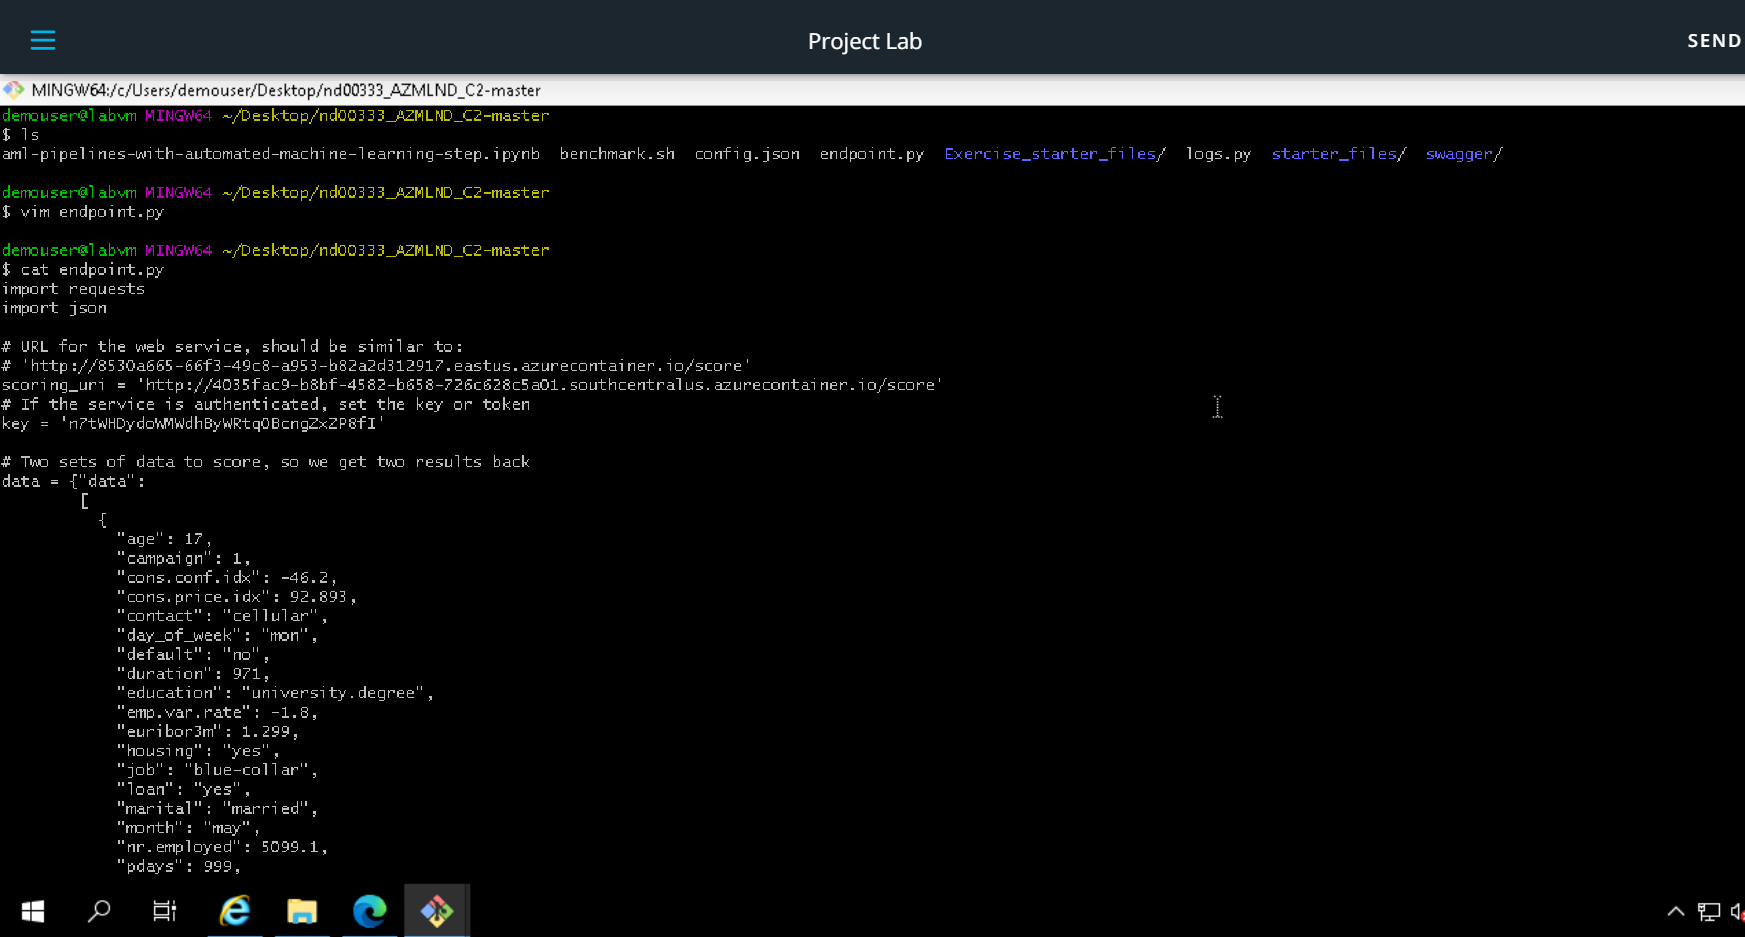 Project Lab
SEND
MINGW64:/c/Users/demouser/Desktop/nd00333_AZMLND_C2-master
demouser@labvm MINGW64 ~/Desktop/nd00333_AZMLND_C2-master
$ ls
aml-pipelines-with-automated-machine-learning-step.ipynb  benchmark.sh  config.json  endpoint.py  Exercise_starter_files/  logs.py  starter_files/  swagger/
demouser@labvm MINGW64 ~/Desktop/nd00333_AZMLND_C2-master
$ vim endpoint.py
demouser@labvm MINGW64 ~/Desktop/nd00333_AZMLND_C2-master
$ cat endpoint.py
import requests
import json
# URL for the web service, should be similar to:
# 'http://8530a665-66f3-49c8-a953-b82a2d312917.eastus.azurecontainer.io/score'
scoring_uri = 'http://4035fac9-b8bf-4582-b658-726c628c5a01.southcentralus.azurecontainer.io/score'
# If the service is authenticated, set the key or token
key = 'n7tWHDydoWMWdhByWRtqOBcngZxZP8fI'
# Two sets of data to score, so we get two results back
data = {"data":
[
{
"age": 17,
"campaign": 1,
"cons.conf.idx": -46.2,
"cons.price.idx": 92.893,
"contact": "cellular",
"day_of_week": "mon",
"default": "no",
"duration": 971,
"education": "university.degree",
"emp.var.rate": -1.8,
"euribor3m": 1.299,
"housing": "yes",
"job": "blue-collar",
"loan": "yes",
"marital": "married",
"month": "may",
"nr.employed": 5099.1,
"pdays": 999,